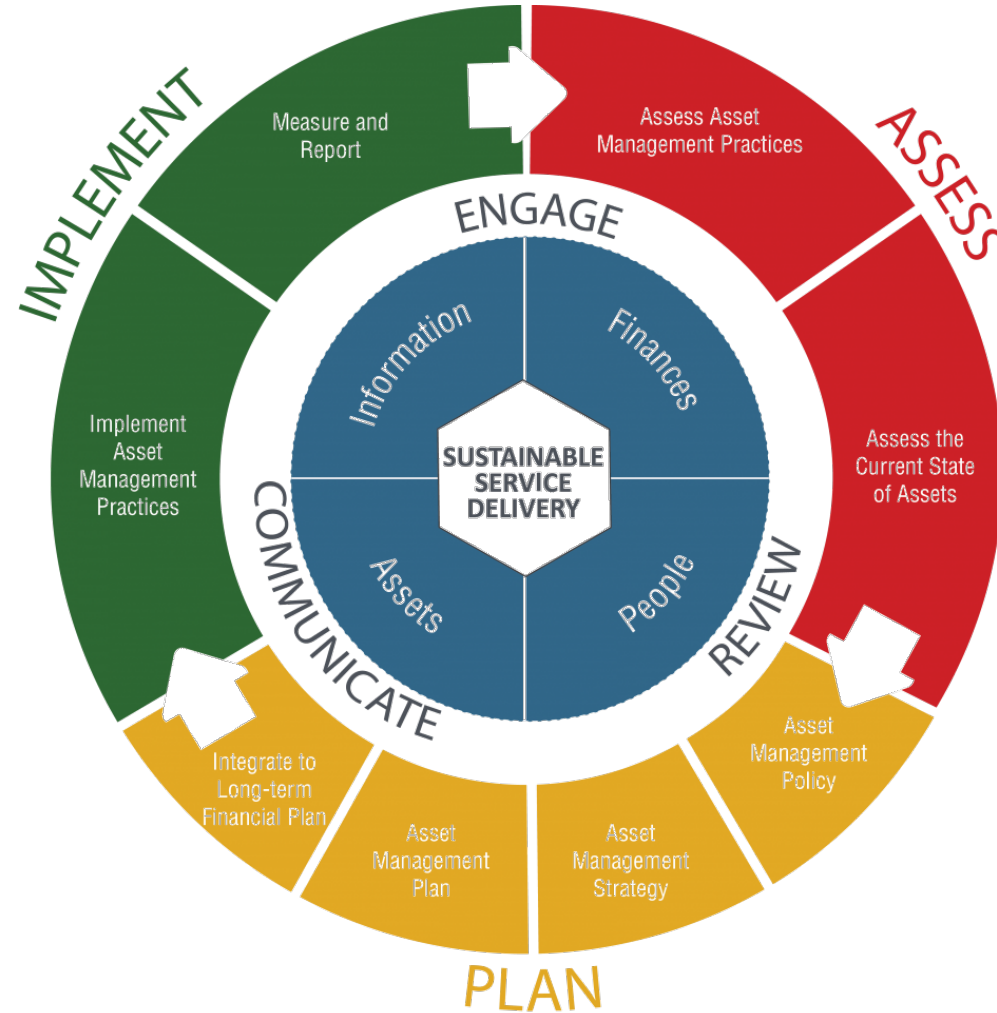 IMPLEMENT
Measure and
Report
Assess Asset
Management Practices
ASSESS
ENGAGE
Information
Finances
Implement
Asset
Management
Practices
SUSTAINABLE
SERVICE
DELIVERY
Assess the
Current State
of Assets
COMMUNICATE
Assets
People
REVIEW
Integrate to
Long-term
Financial Plan
Asset
Management
Plan
Asset
Management
Strategy
Asset
Management
Policy
PLAN